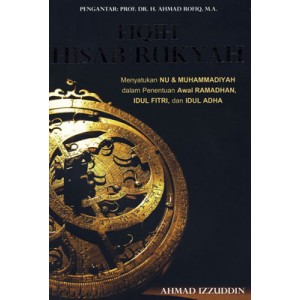 PENGANTAR: PROF. DR. H. AHMAD ROFIQ, M.A.
FIQIH
HISAB RUKYAH
Menyatukan NU & MUHAMMADIYAH
dalam Penentuan Awal RAMADHAN,
IDUL FITRI, dan IDUL ADHA
AHMAD IZZUDDIN